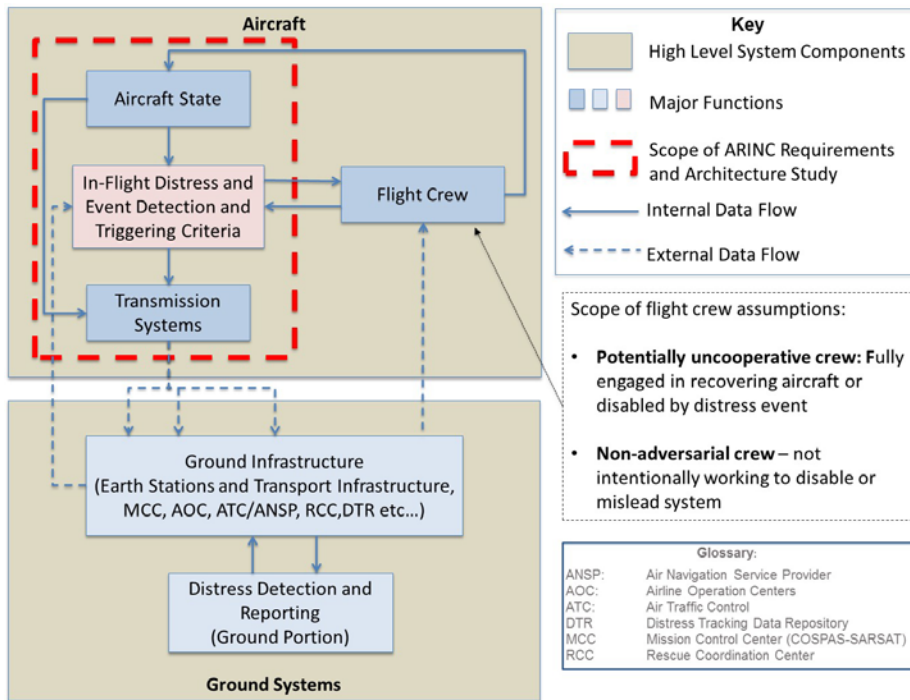 Aircraft
Aircraft State
In-Flight Distress and
Event Detection and
Triggering Criteria
Flight Crew
Transmission
Systems
Ground Infrastructure
(Earth Stations and Transport Infrastructure,
MCC, AOC, ATC/ANSP, RCC,DTR etc...)
Distress Detection and
Reporting
(Ground Portion)
Ground Systems
Key
High Level System Components
Major Functions
Scope of ARINC Requirements
and Architecture Study
Internal Data Flow
External Data Flow
Scope of flight crew assumptions:
• Potentially uncooperative crew: Fully
engaged in recovering aircraft or
disabled by distress event
• Non-adversarial crew – not
intentionally working to disable or
mislead system
Glossary:
ANSP: Air Navigation Service Provider
AOC: Airline Operation Centers
ATC: Air Traffic Control
DTR Distress Tracking Data Repository
MCC Mission Control Center (COSPAS-SARSAT)
RCC Rescue Coordination Center